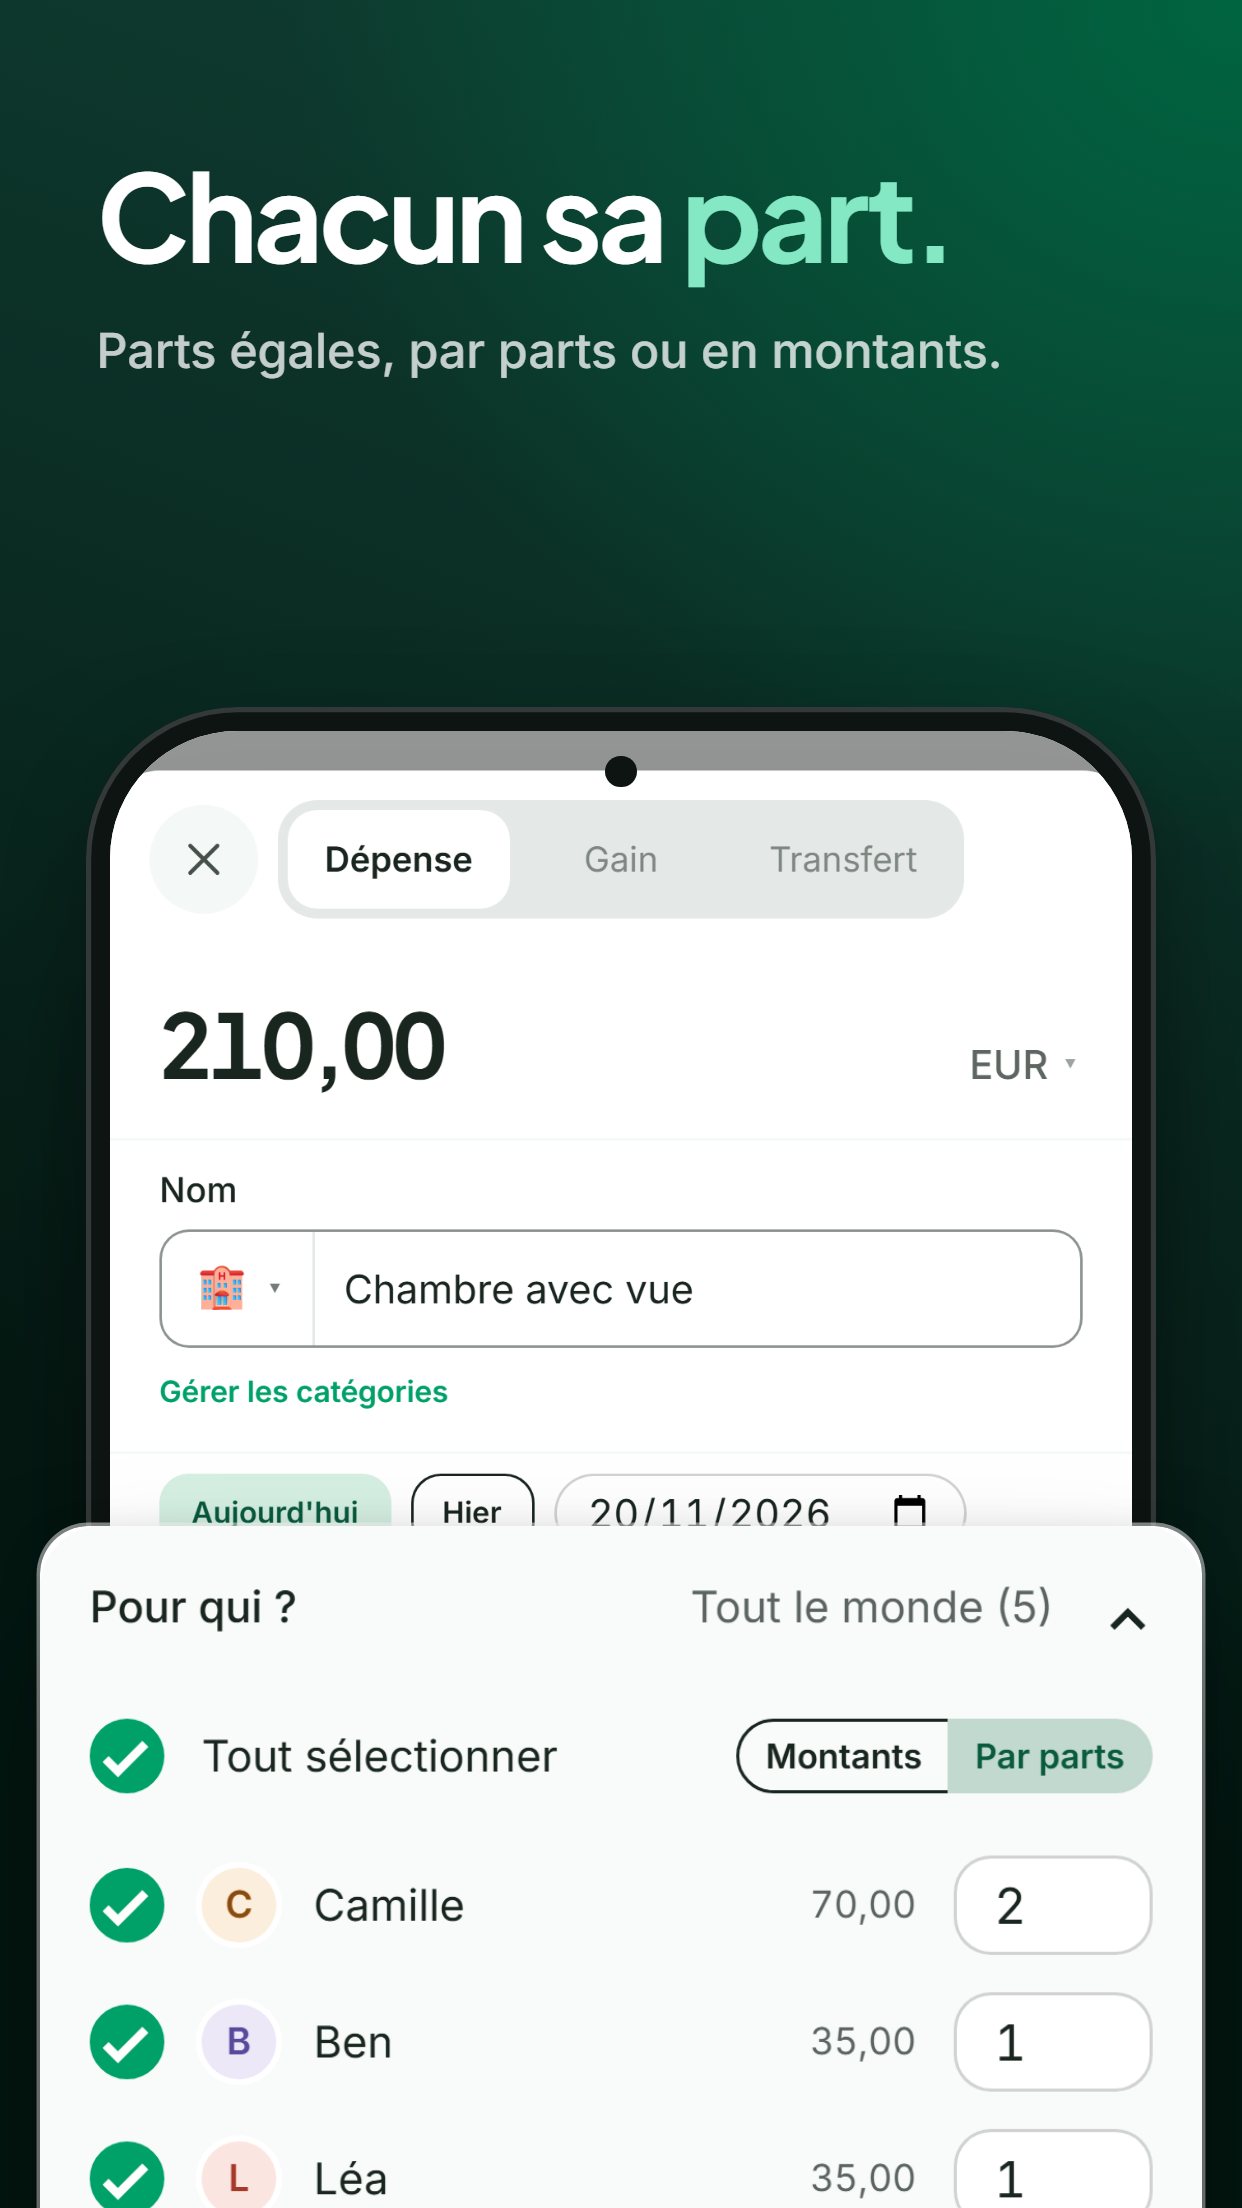 Chacun sa part.
Parts égales, par parts ou en montants.
Dépense Gain Transfert
210,00 EUR
Nom
Chambre avec vue
Gérer les catégories
Aujourd'hui Hier 20/11/2026
Pour qui ? Tout le monde (5)
Tout sélectionner Montants Par parts
C Camille 70,00 2
B Ben 35,00 1
L Léa 35,00 1